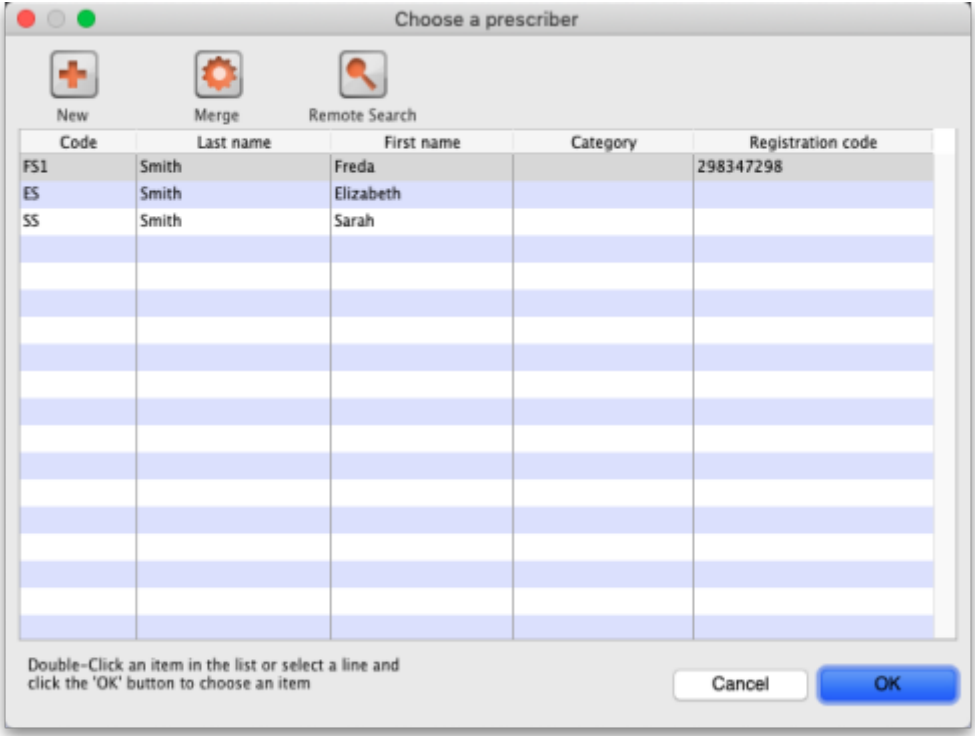 Choose a prescriber
New Merge Remote Search
Code Last name First name Category Registration code
FS1 Smith Freda 298347298
ES Smith Elizabeth
SS Smith Sarah
Double-Click an item in the list or select a line and
click the 'OK' button to choose an item
Cancel OK